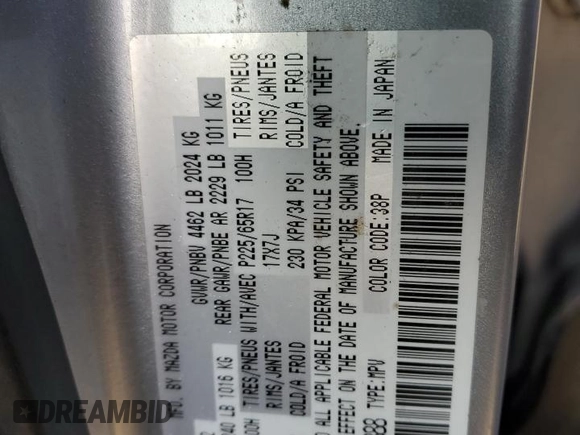 MFT. BY MAZDA MOTOR CORPORATION
GVWR/PNBV 4462 LB 2024 KG
REAR GAWR/PNBE AR 2229 LB 1011 KG
40 LB 1016 KG
TIRES/PNEUS WITH/AVEC P225/65R17 100H TIRES/PNEUS
00H
RIMS/JANTES 17X7J RIMS/JANTES
COLD/A FROID 230 KPA/34 PSI COLD/A FROID
ALL APPLICABLE FEDERAL MOTOR VEHICLE SAFETY AND THEFT
EFFECT ON THE DATE OF MANUFACTURE SHOWN ABOVE.
88 TYPE:MPV COLOR CODE:38P MADE IN JAPAN
DREAMBID